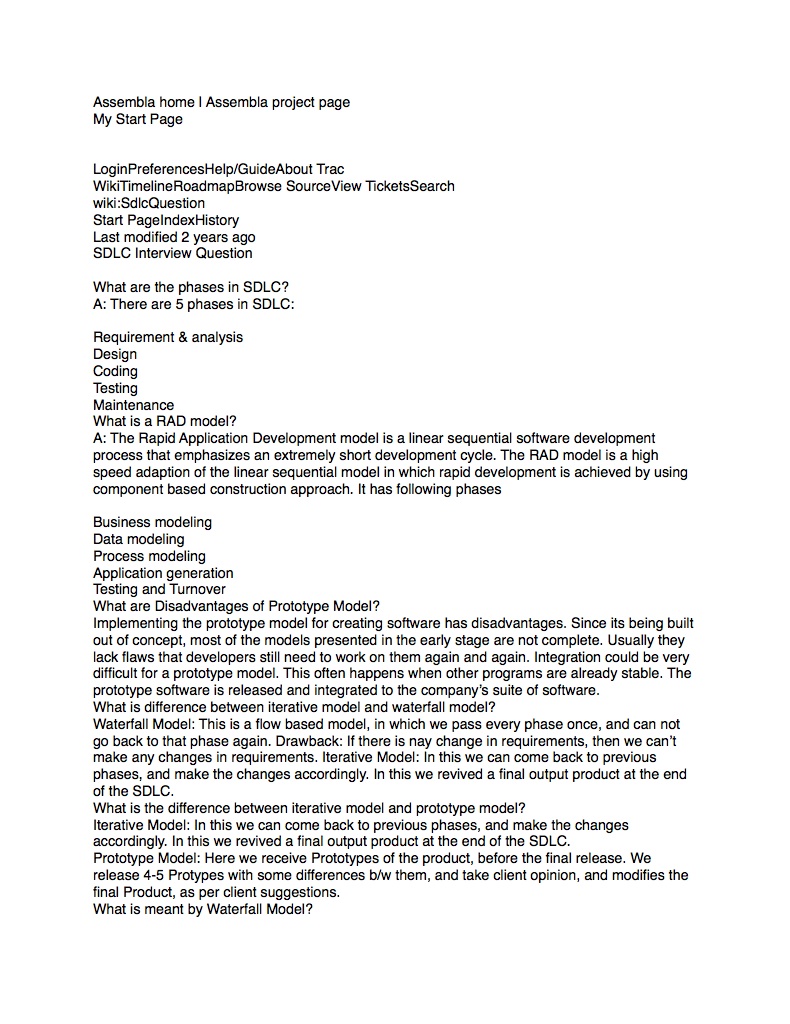 Assembla home | Assembla project page
My Start Page
LoginPreferencesHelp/GuideAbout Trac
WikiTimelineRoadmapBrowse SourceView TicketsSearch
wiki:SdlcQuestion
Start PageIndexHistory
Last modified 2 years ago
SDLC Interview Question
What are the phases in SDLC?
A: There are 5 phases in SDLC:
Requirement & analysis
Design
Coding
Testing
Maintenance
What is a RAD model?
A: The Rapid Application Development model is a linear sequential software development
process that emphasizes an extremely short development cycle. The RAD model is a high
speed adaption of the linear sequential model in which rapid development is achieved by using
component based construction approach. It has following phases
Business modeling
Data modeling
Process modeling
Application generation
Testing and Turnover
What are Disadvantages of Prototype Model?
Implementing the prototype model for creating software has disadvantages. Since its being built
out of concept, most of the models presented in the early stage are not complete. Usually they
lack flaws that developers still need to work on them again and again. Integration could be very
difficult for a prototype model. This often happens when other programs are already stable. The
prototype software is released and integrated to the company’s suite of software.
What is difference between iterative model and waterfall model?
Waterfall Model: This is a flow based model, in which we pass every phase once, and can not
go back to that phase again. Drawback: If there is nay change in requirements, then we can’t
make any changes in requirements. Iterative Model: In this we can come back to previous
phases, and make the changes accordingly. In this we revived a final output product at the end
of the SDLC.
What is the difference between iterative model and prototype model?
Iterative Model: In this we can come back to previous phases, and make the changes
accordingly. In this we revived a final output product at the end of the SDLC.
Prototype Model: Here we receive Prototypes of the product, before the final release. We
release 4-5 Protypes with some differences b/w them, and take client opinion, and modifies the
final Product, as per client suggestions.
What is meant by Waterfall Model?